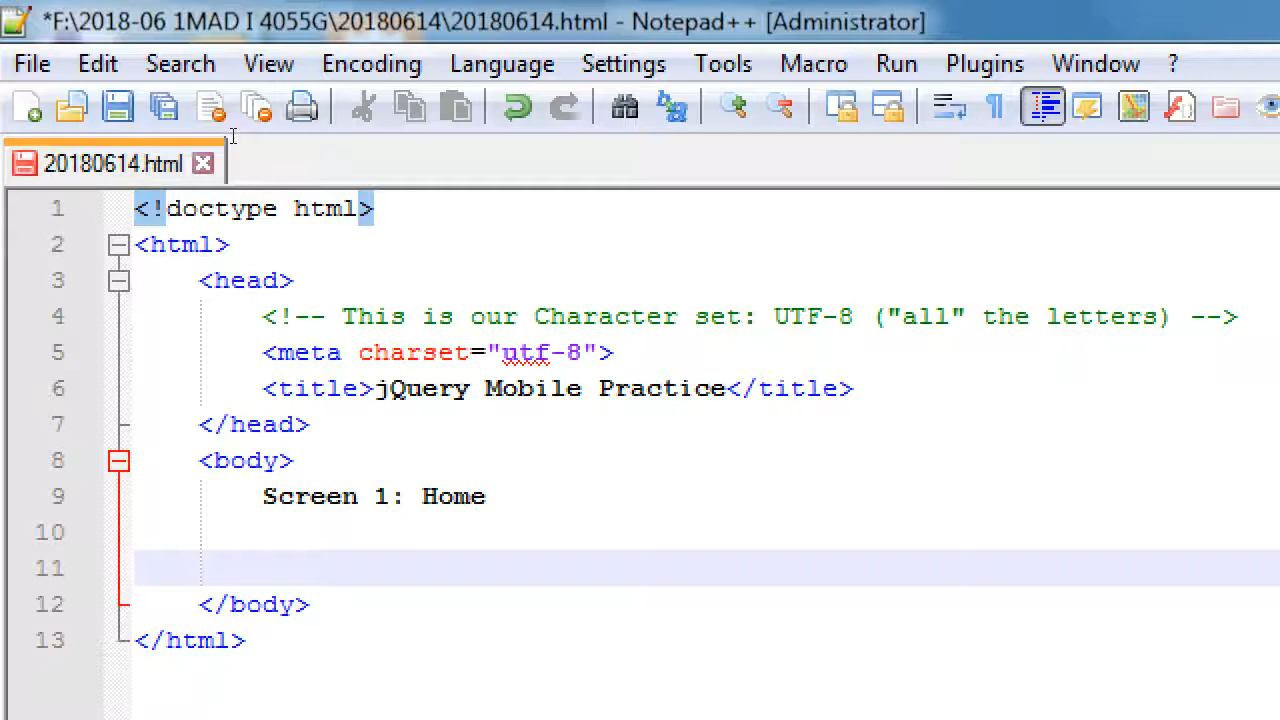 *F:\2018-06 1MAD I 4055G\20180614\20180614.html - Notepad++ [Administrator]
File Edit Search View Encoding Language Settings Tools Macro Run Plugins Window ?
20180614.html
1 <!doctype html>
2 <html>
3 <head>
4 <!-- This is our Character set: UTF-8 ("all" the letters) -->
5 <meta charset="utf-8">
6 <title>jQuery Mobile Practice</title>
7 </head>
8 <body>
9 Screen 1: Home
10
11
12 </body>
13 </html>